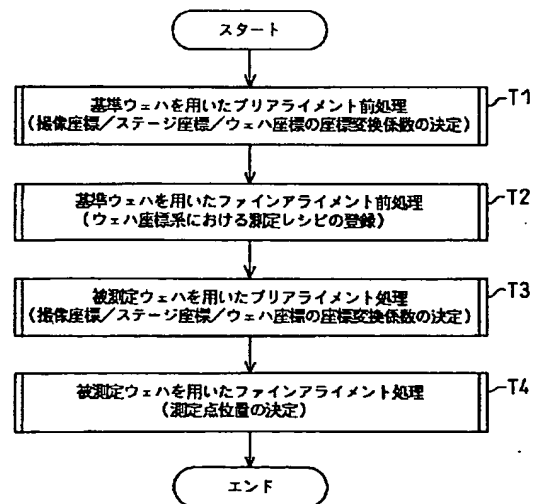 スタート
基準ウェハを用いたプリアライメント前処理
(撮像座標/ステージ座標/ウェハ座標の座標変換係数の決定)
T1
基準ウェハを用いたファインアライメント前処理
(ウェハ座標系における測定レシピの登録)
T2
被測定ウェハを用いたプリアライメント処理
(撮像座標/ステージ座標/ウェハ座標の座標変換係数の決定)
T3
被測定ウェハを用いたファインアライメント処理
(測定点位置の決定)
T4
エンド